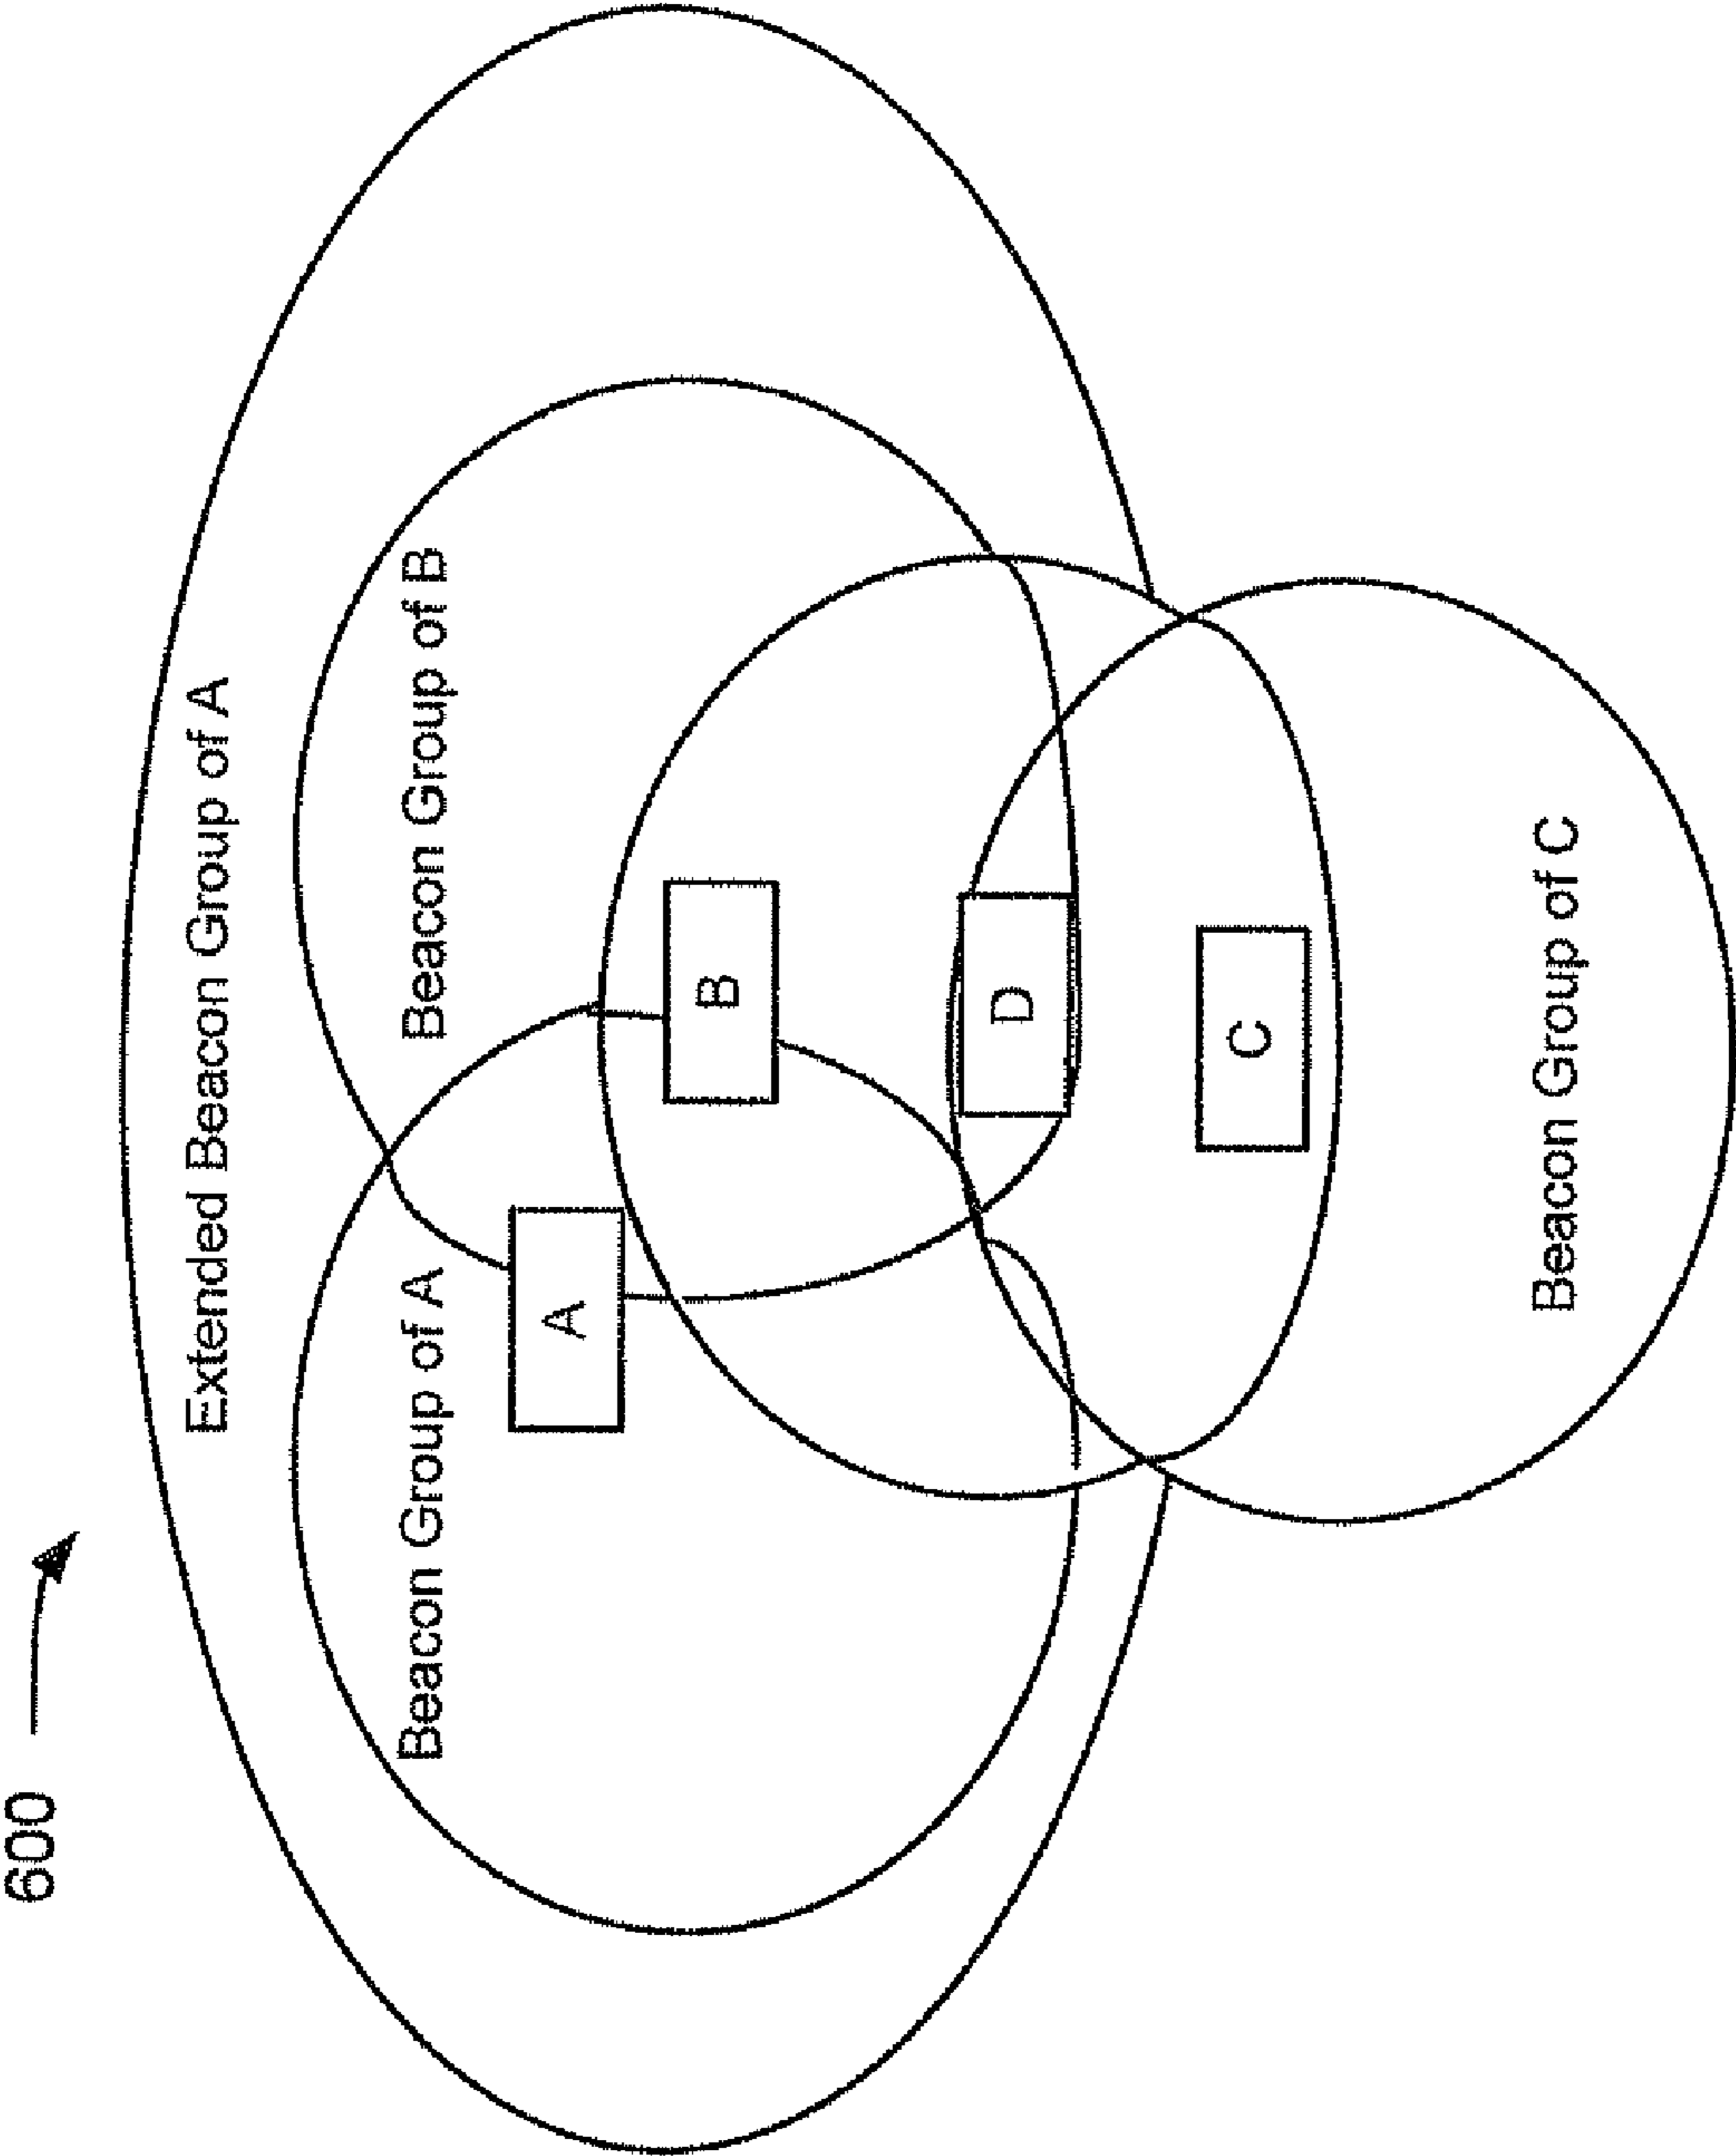 600
Extended Beacon Group of A
Beacon Group of A
Beacon Group of B
A
B
D
C
Beacon Group of C